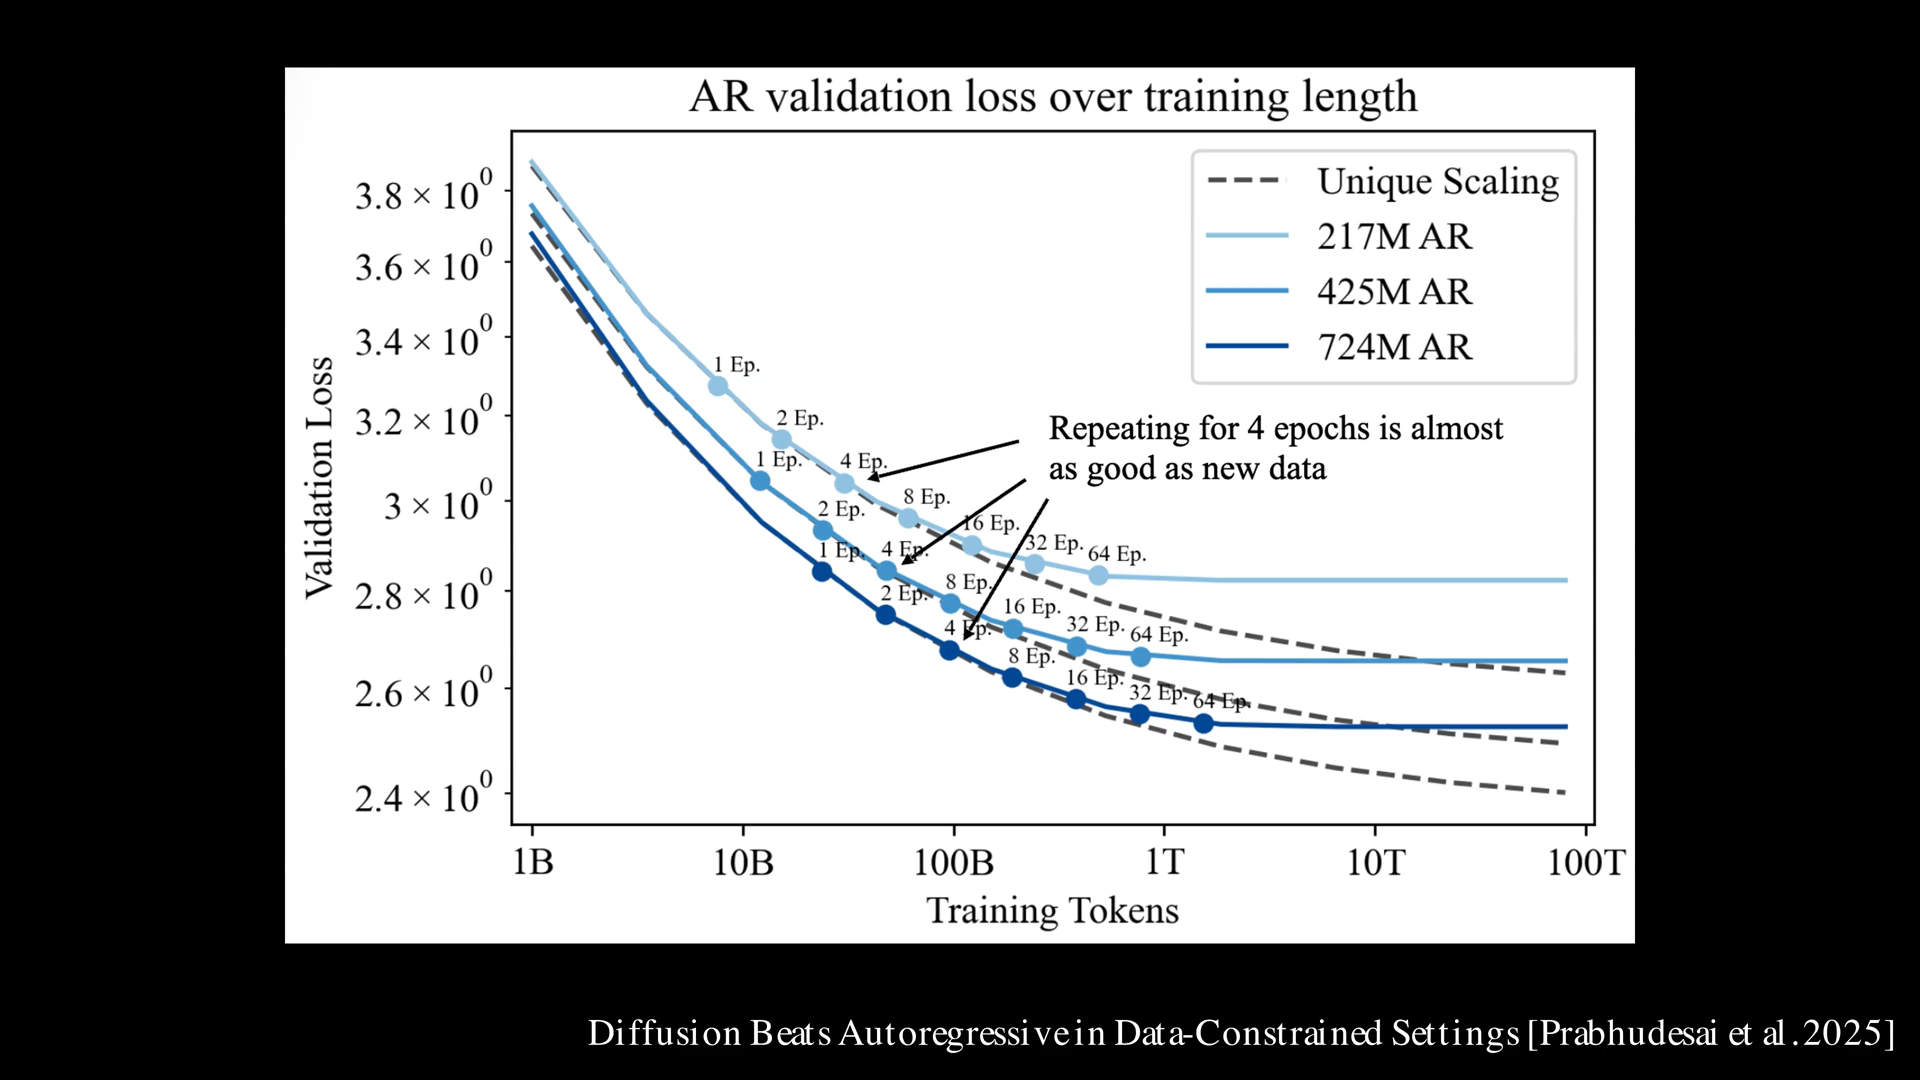 AR validation loss over training length
3.8 × 10⁰
3.6 × 10⁰
3.4 × 10⁰
3.2 × 10⁰
3 × 10⁰
2.8 × 10⁰
2.6 × 10⁰
2.4 × 10⁰
Validation Loss
Unique Scaling
217M AR
425M AR
724M AR
Repeating for 4 epochs is almost
as good as new data
1 Ep.
2 Ep.
4 Ep.
8 Ep.
16 Ep.
32 Ep.
64 Ep.
1 Ep.
2 Ep.
4 Ep.
8 Ep.
16 Ep.
32 Ep.
64 Ep.
1 Ep.
2 Ep.
4 Ep.
8 Ep.
16 Ep.
32 Ep.
64 Ep.
1B
10B
100B
1T
10T
100T
Training Tokens
Diffusion Beats Autoregressive in Data-Constrained Settings [Prabhudesai et al. 2025]